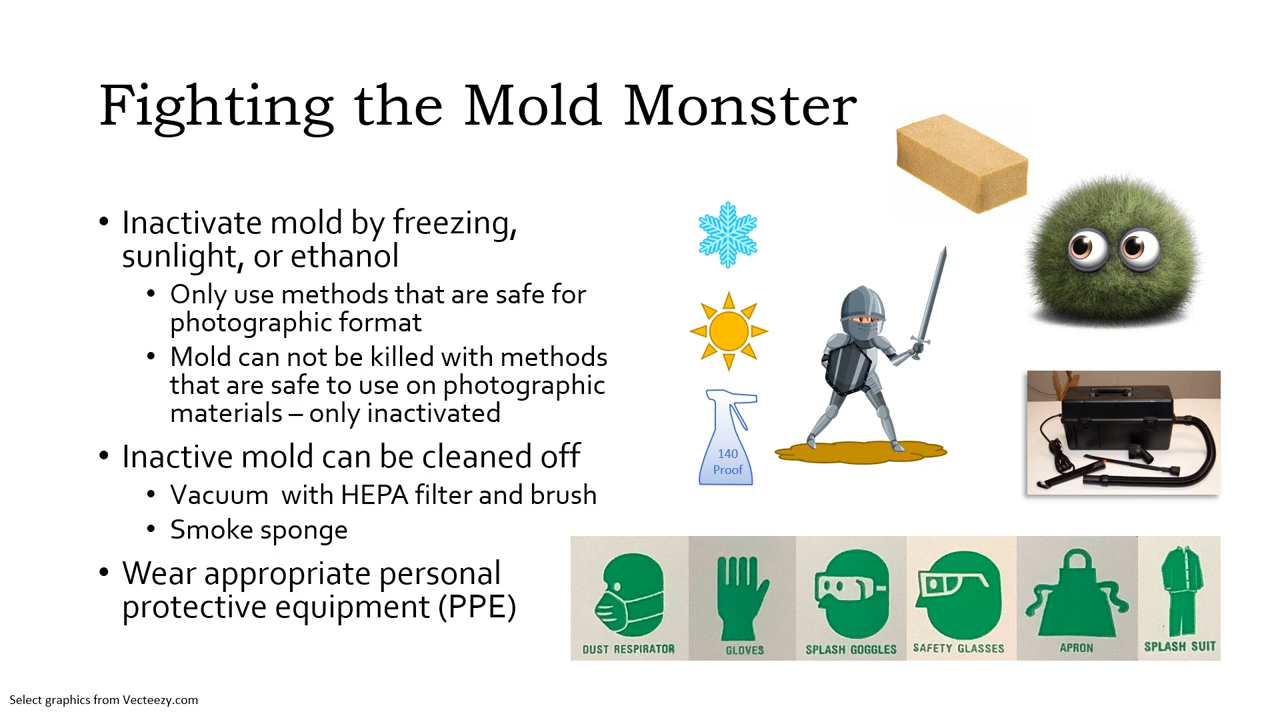 Fighting the Mold Monster
• Inactivate mold by freezing,
sunlight, or ethanol
• Only use methods that are safe for
photographic format
• Mold can not be killed with methods
that are safe to use on photographic
materials – only inactivated
• Inactive mold can be cleaned off
• Vacuum  with HEPA filter and brush
• Smoke sponge
• Wear appropriate personal
protective equipment (PPE)
140
Proof
DUST RESPIRATOR
GLOVES
SPLASH GOGGLES
SAFETY GLASSES
APRON
SPLASH SUIT
Select graphics from Vecteezy.com